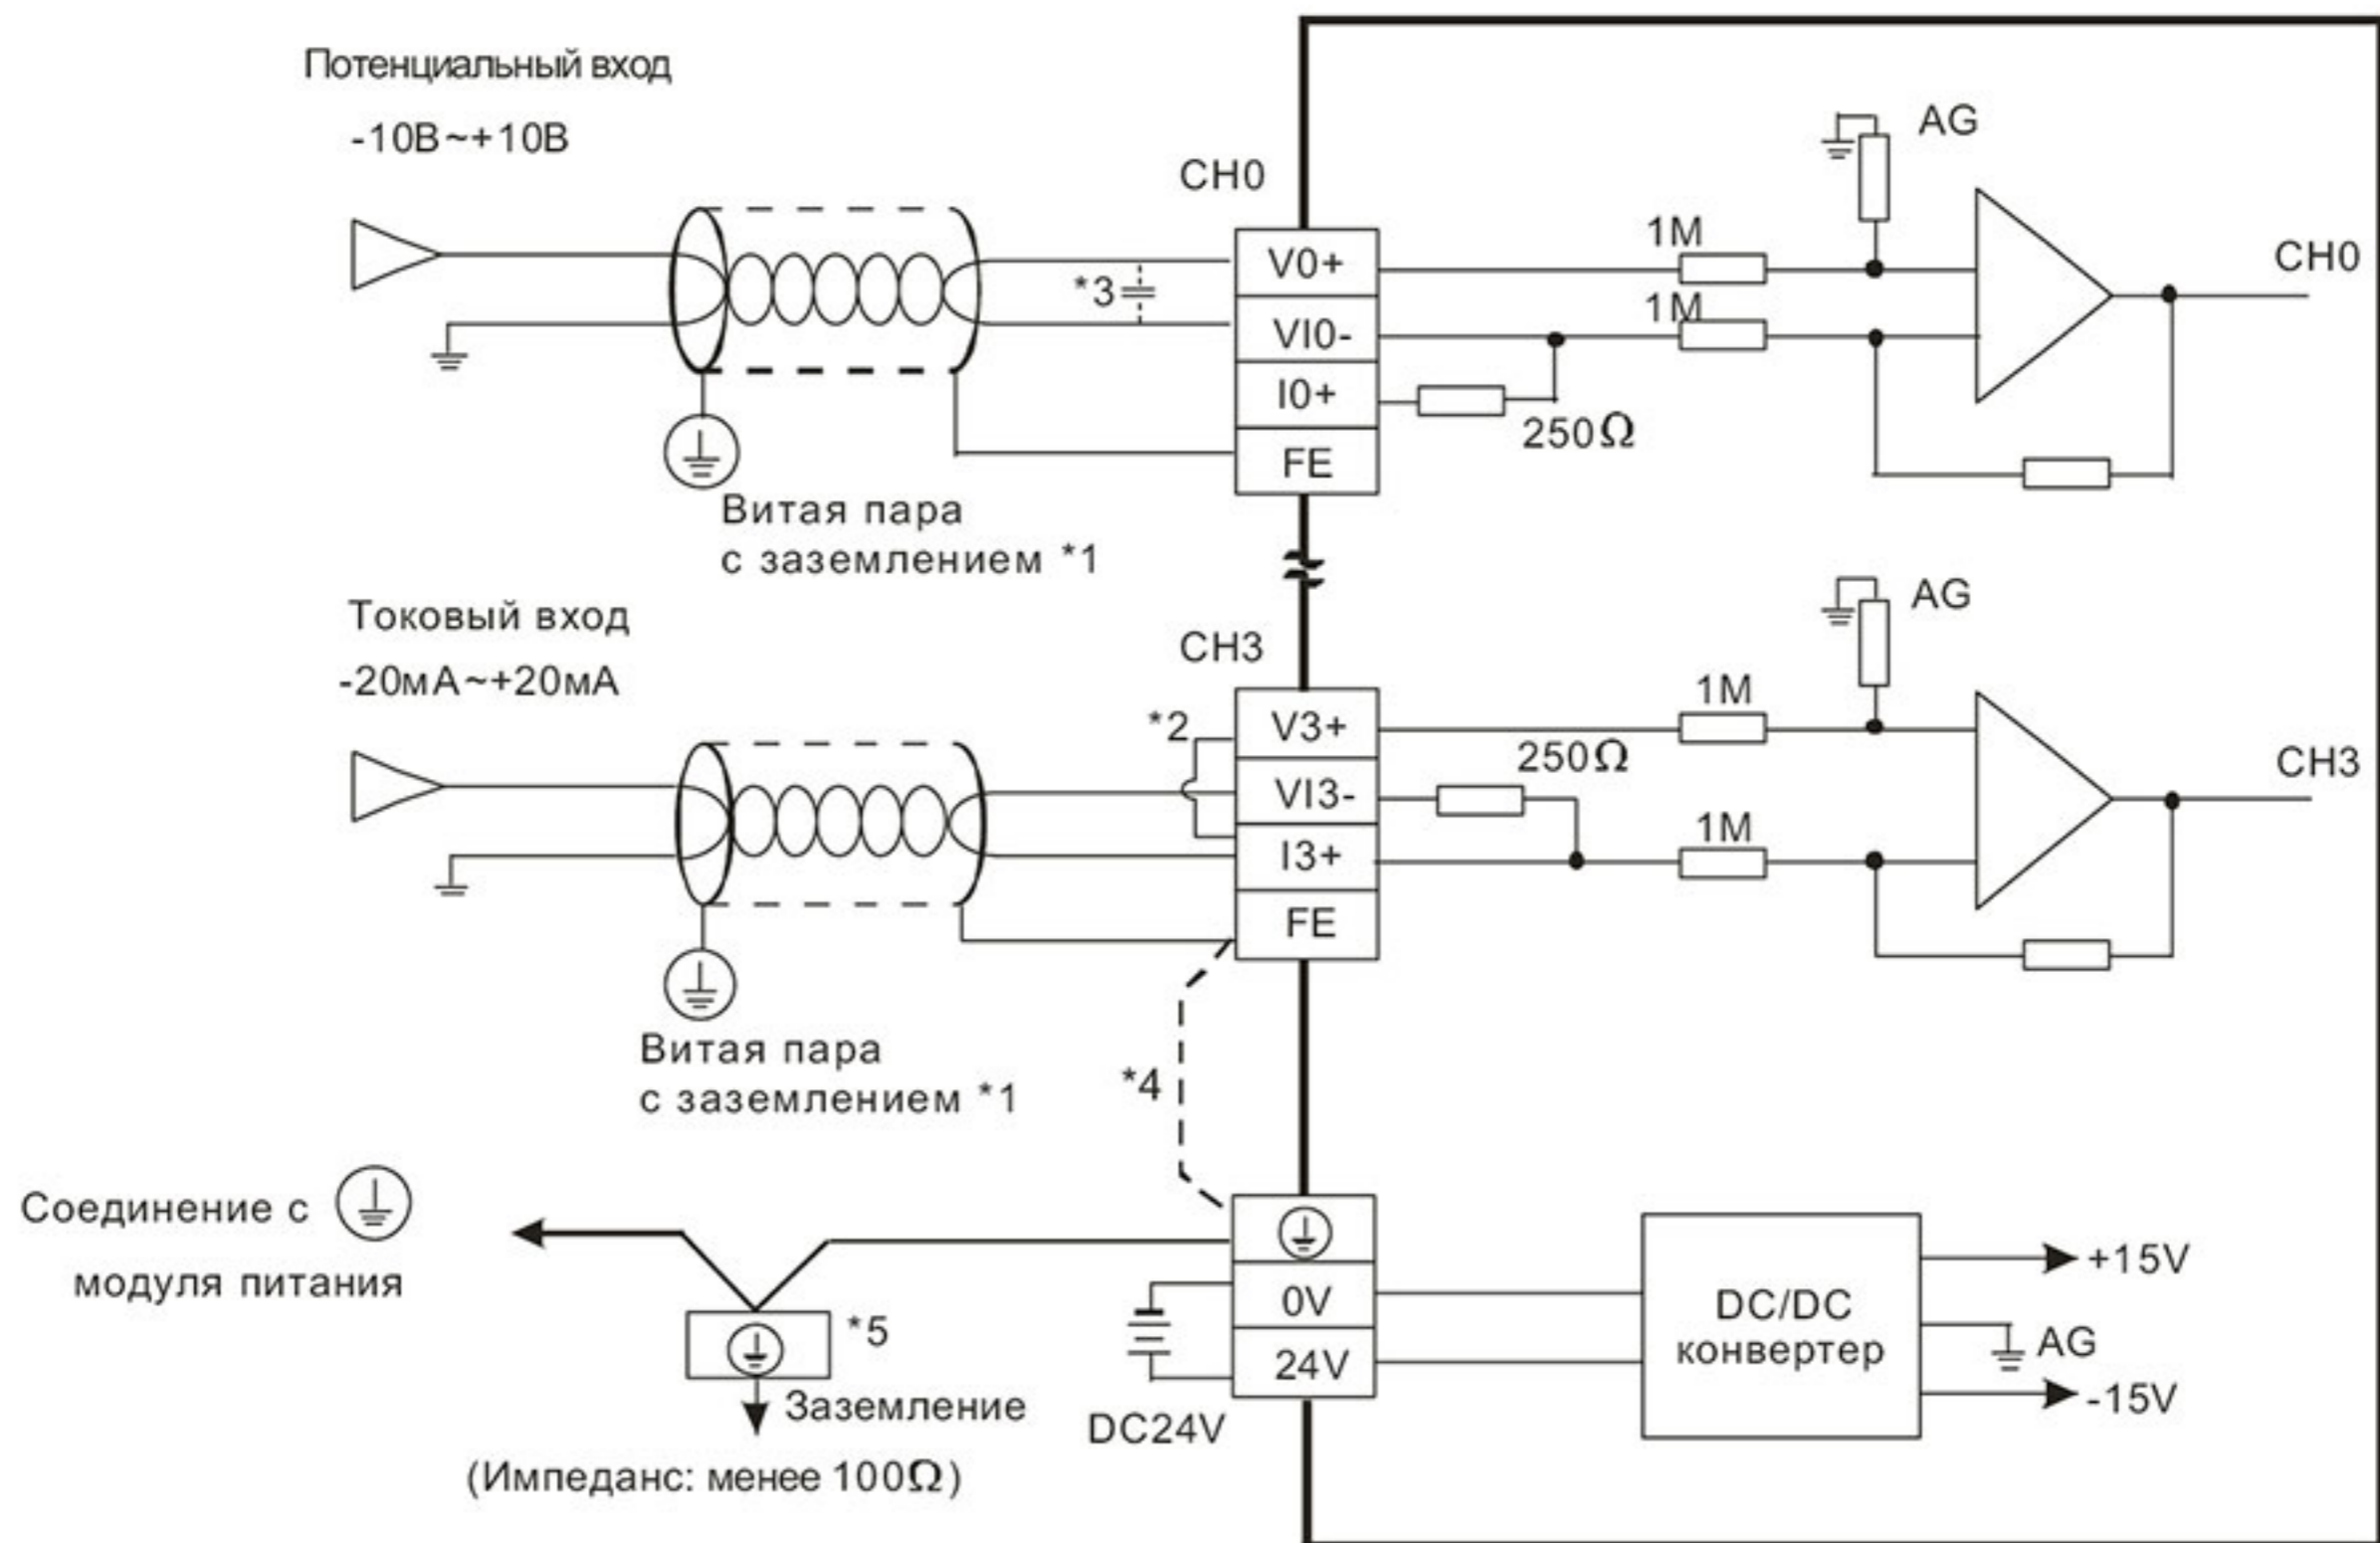 Потенциальный вход
-10В~+10В
CH0
*3
V0+
VI0-
I0+
FE
Витая пара
с заземлением *1
1M
1M
250Ω
AG
CH0
Токовый вход
-20мА~+20мА
CH3
*2
V3+
VI3-
I3+
FE
Витая пара
с заземлением *1
250Ω
1M
1M
AG
CH3
*4
Соединение с
модуля питания
*5
Заземление
(Импеданс: менее 100Ω)
0V
24V
DC24V
DC/DC
конвертер
+15V
AG
-15V